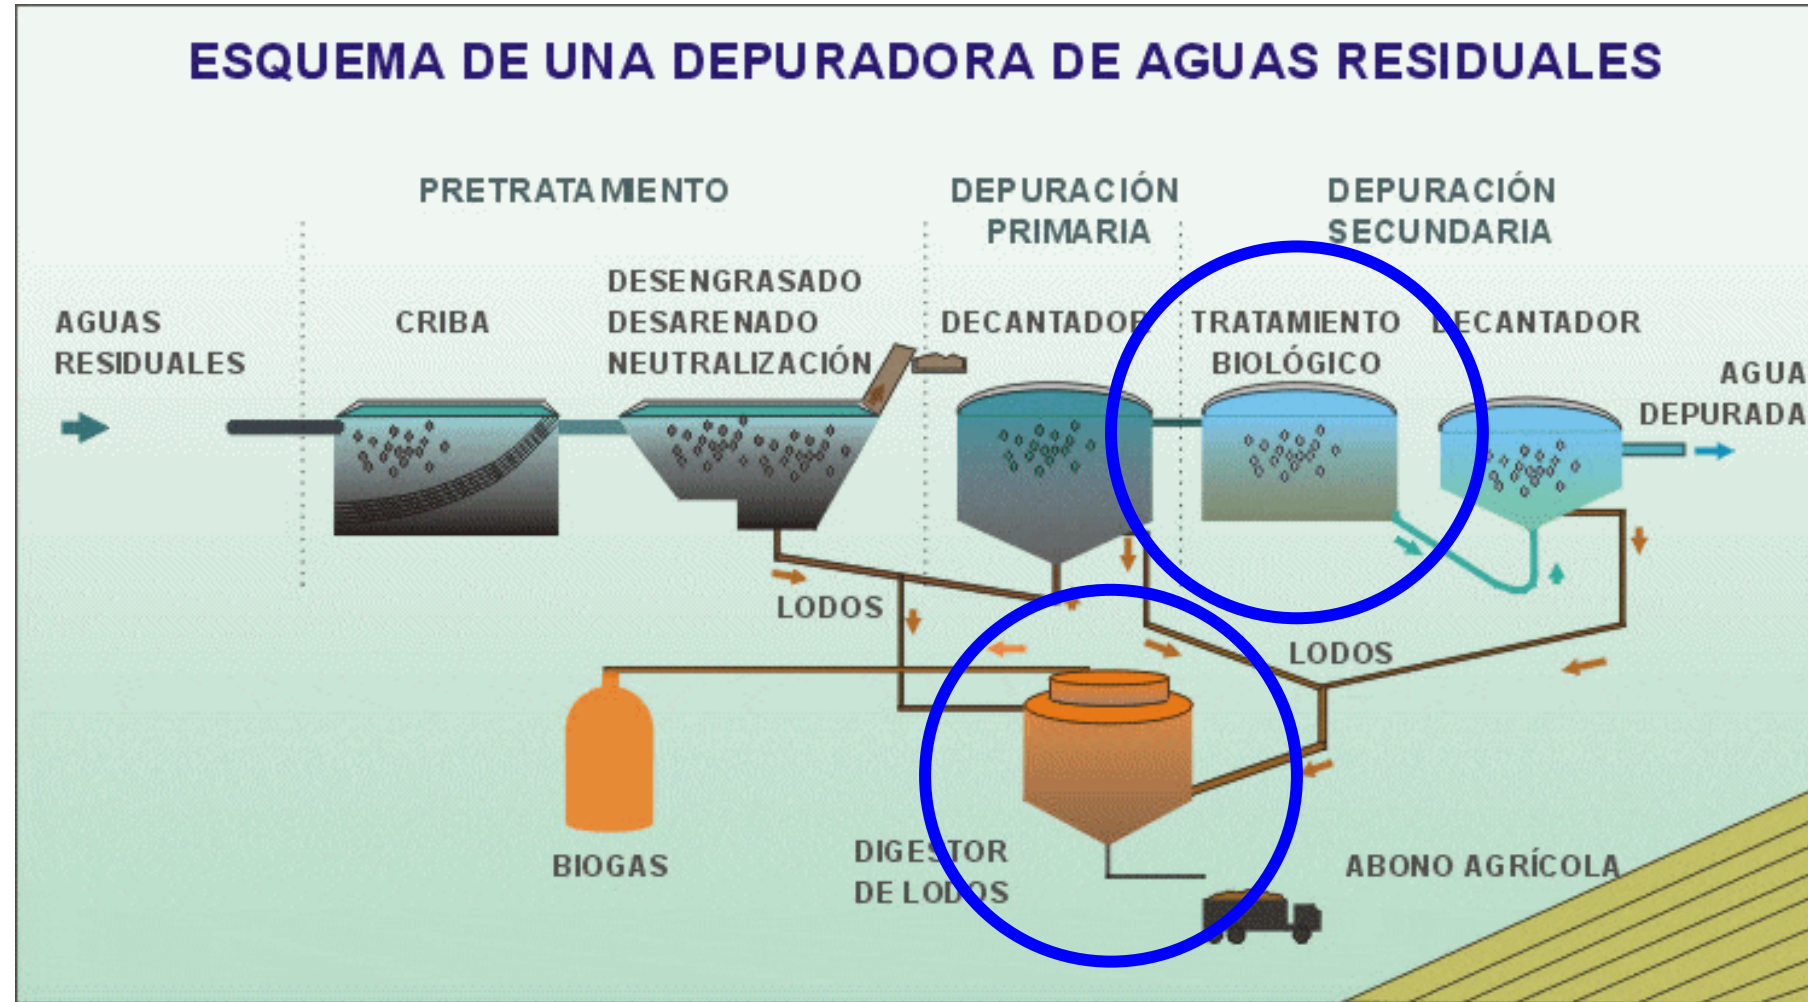 ESQUEMA DE UNA DEPURADORA DE AGUAS RESIDUALES
PRETRATAMIENTO
DEPURACIÓN
PRIMARIA
DEPURACIÓN
SECUNDARIA
AGUAS
RESIDUALES
CRIBA
DESENGRASADO
DESARENADO
NEUTRALIZACIÓN
DECANTADOR
TRATAMIENTO
BIOLÓGICO
DECANTADOR
AGUA
DEPURADA
LODOS
LODOS
BIOGAS
DIGESTOR
DE LODOS
ABONO AGRÍCOLA